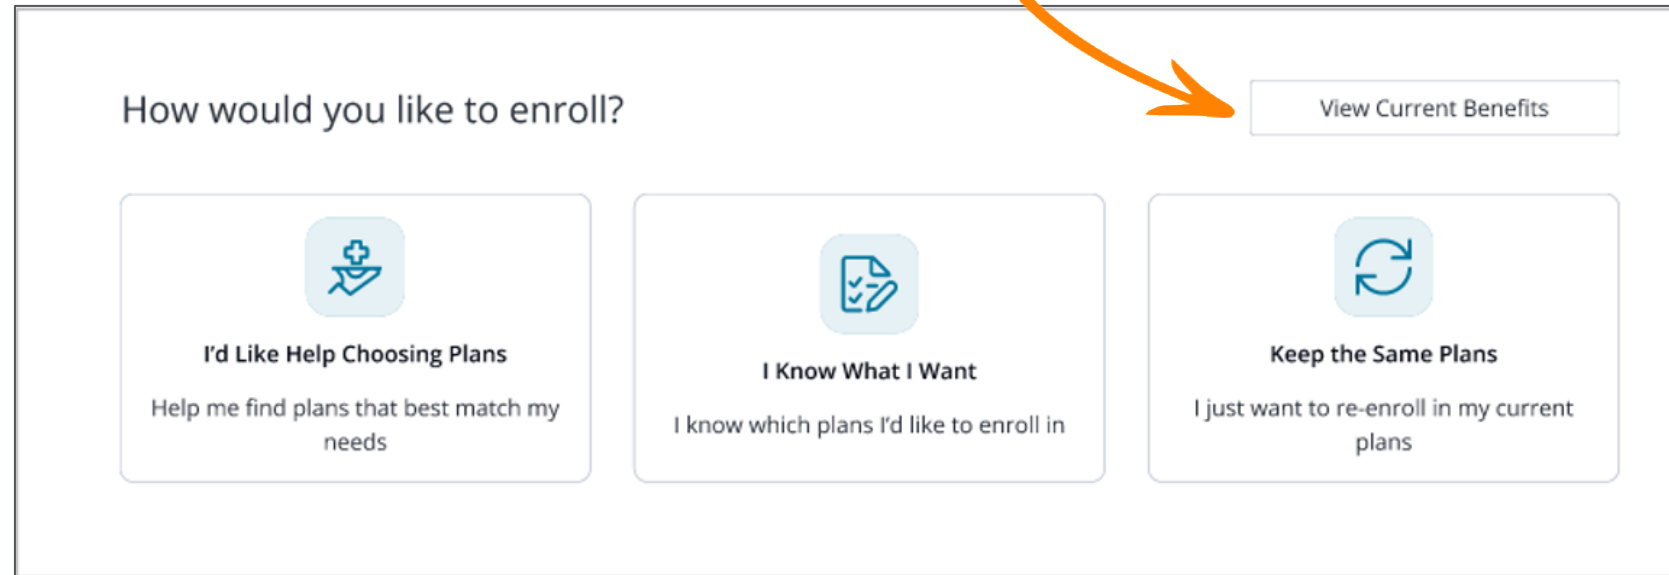 How would you like to enroll?
View Current Benefits
I’d Like Help Choosing Plans
Help me find plans that best match my
needs
I Know What I Want
I know which plans I’d like to enroll in
Keep the Same Plans
I just want to re-enroll in my current
plans